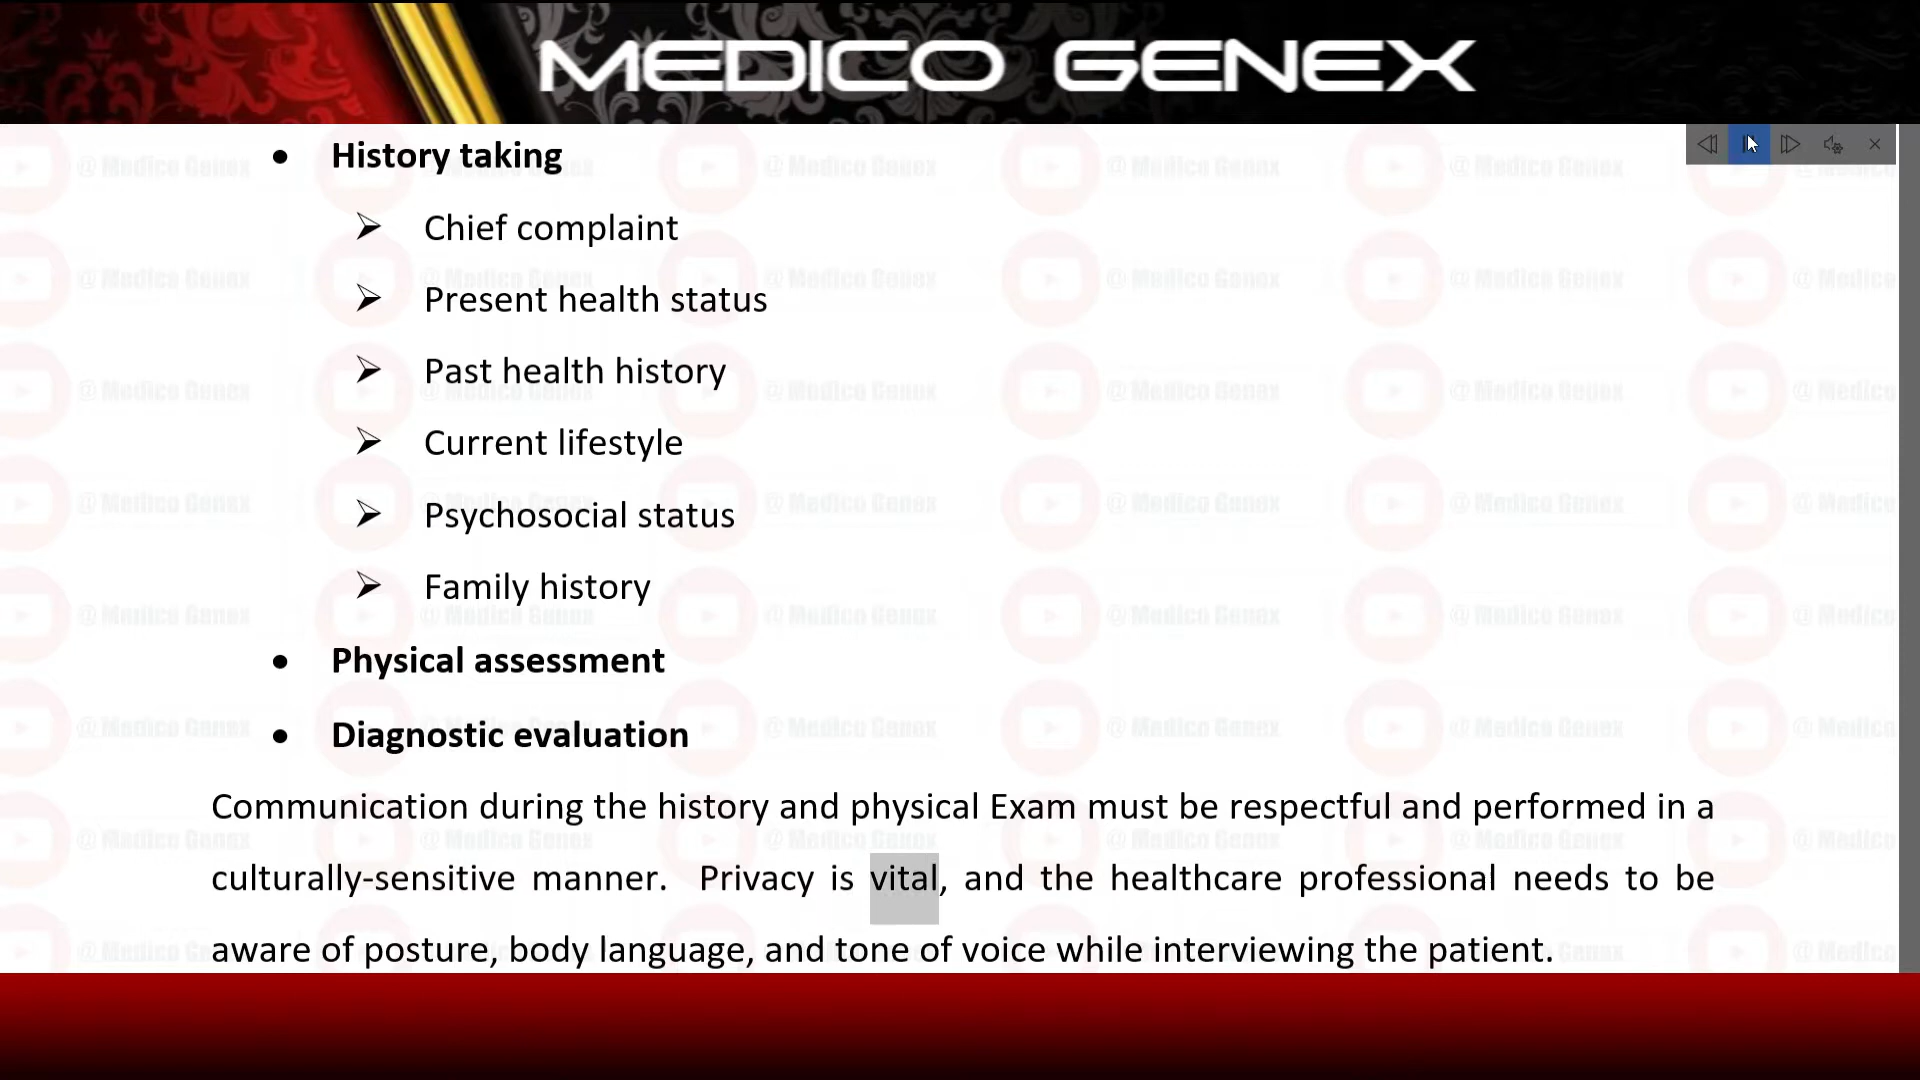 MEDICO GENEX
• History taking
➢ Chief complaint
➢ Present health status
➢ Past health history
➢ Current lifestyle
➢ Psychosocial status
➢ Family history
• Physical assessment
• Diagnostic evaluation
Communication during the history and physical Exam must be respectful and performed in a
culturally-sensitive manner. Privacy is vital, and the healthcare professional needs to be
aware of posture, body language, and tone of voice while interviewing the patient.
@ Medico Genex